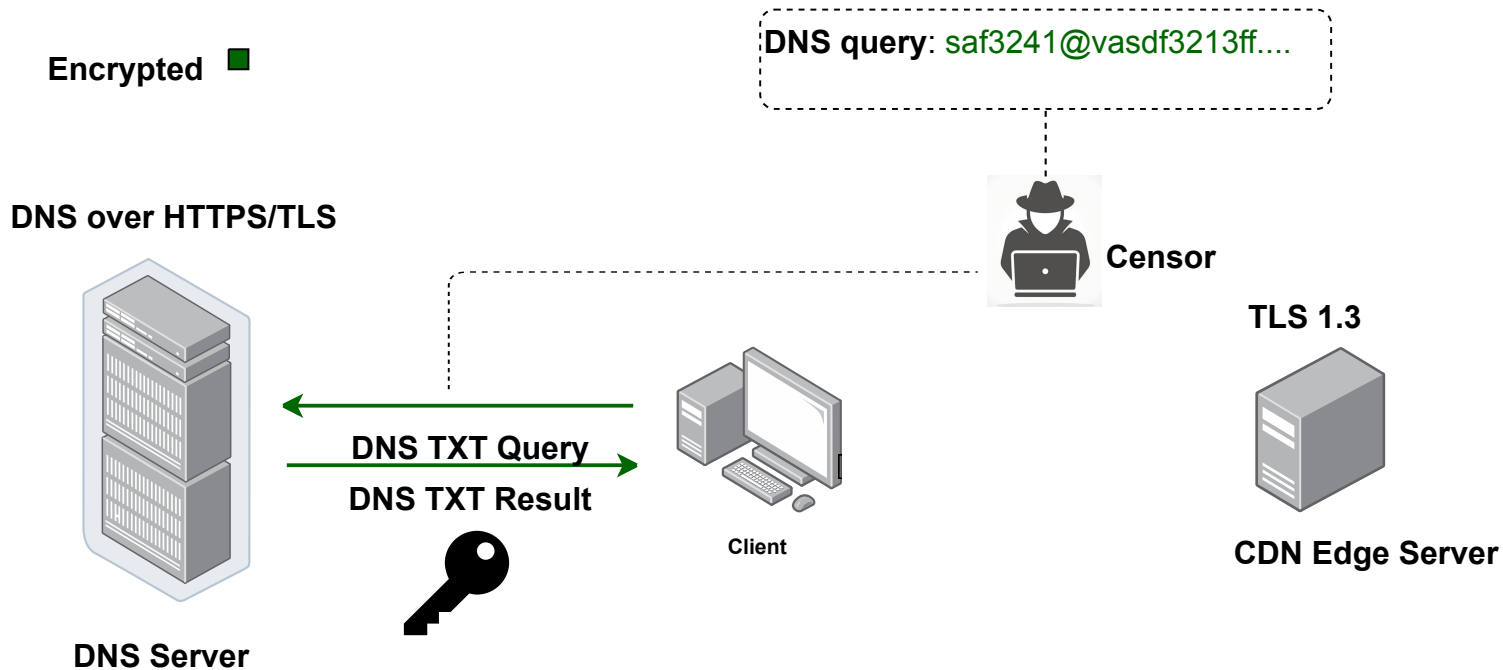 DNS query: saf3241@vasdf3213ff....
Encrypted
DNS over HTTPS/TLS
Censor
TLS 1.3
DNS TXT Query
DNS TXT Result
Client
CDN Edge Server
DNS Server